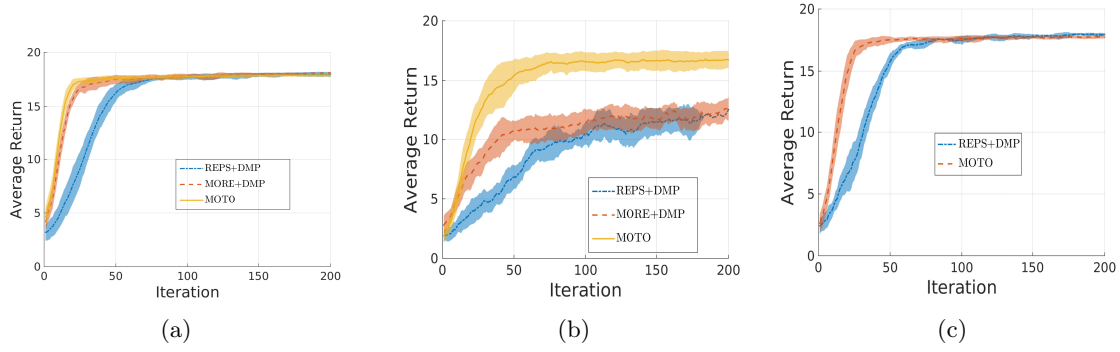 20
15
10
5
0
Average Return
0
50
100
150
200
Iteration
REPS+DMP
MORE+DMP
MOTO
(a)
20
15
10
5
0
Average Return
0
50
100
150
200
Iteration
REPS+DMP
MORE+DMP
MOTO
(b)
20
15
10
5
0
Average Return
0
50
100
150
200
Iteration
REPS+DMP
MOTO
(c)